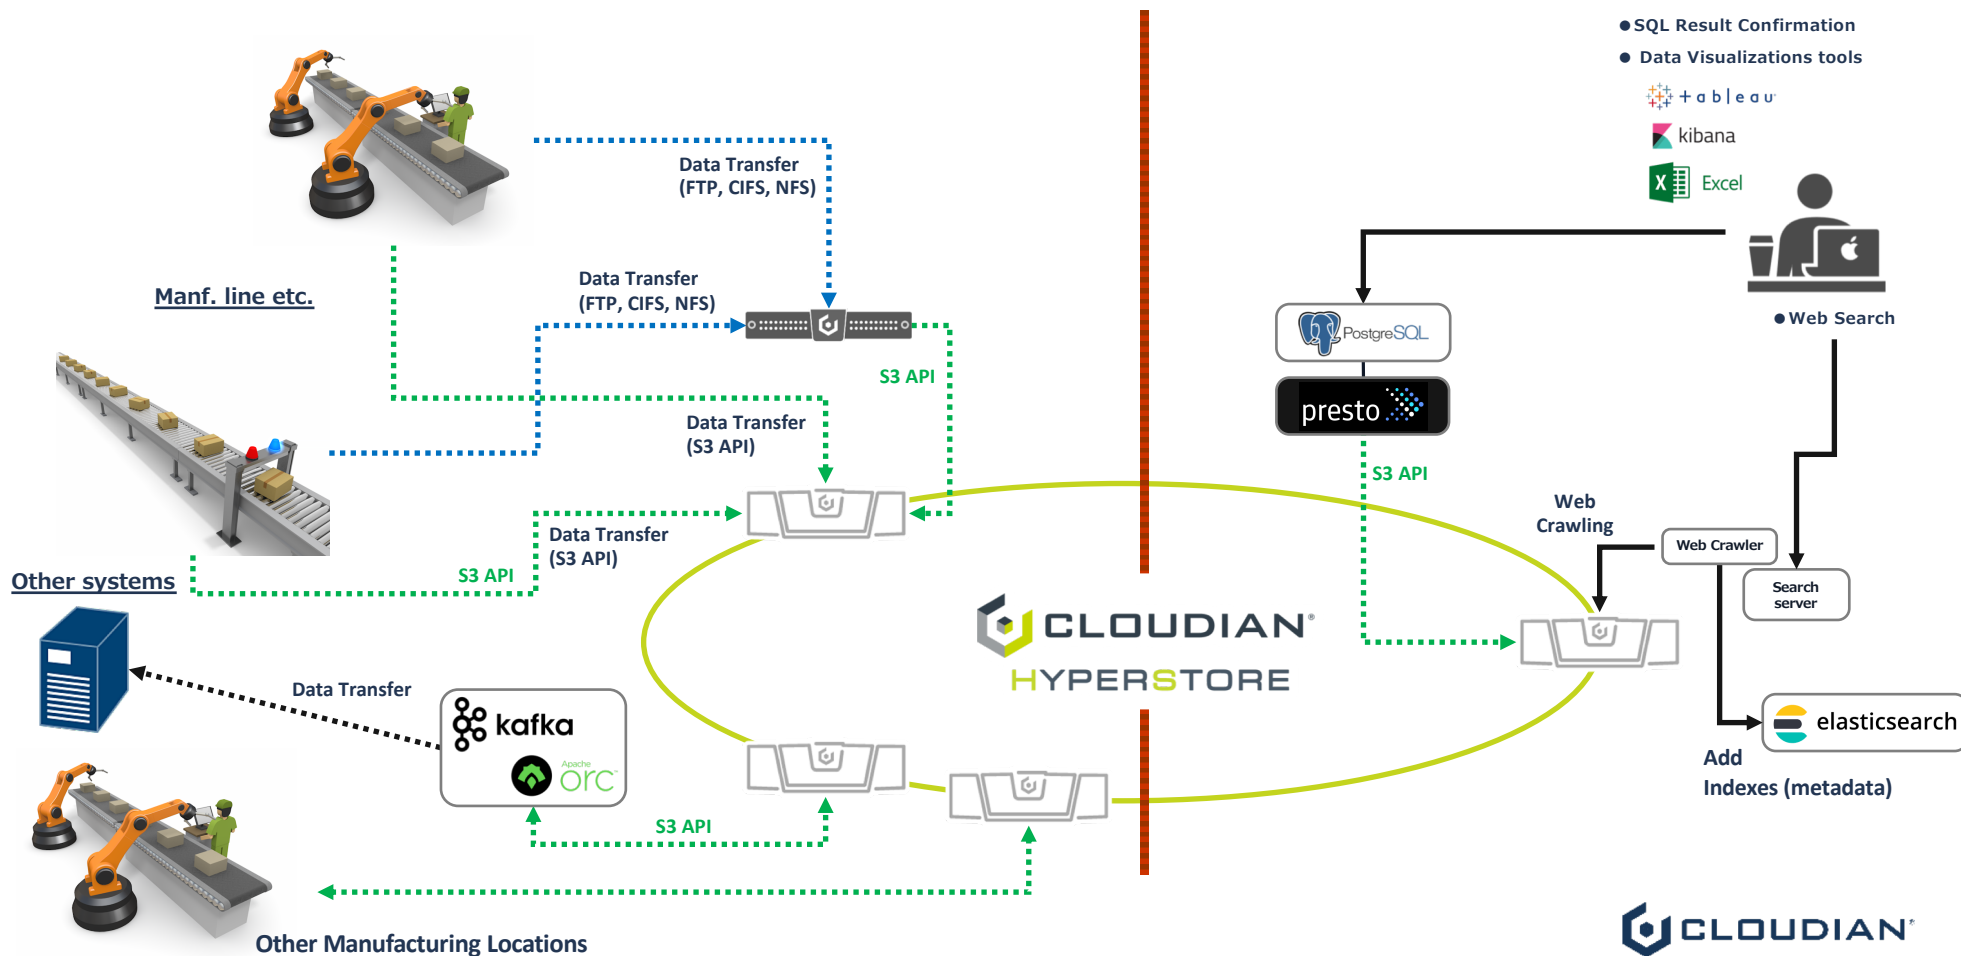 SQL Result Confirmation
Data Visualizations tools
+ableau
kibana
X Excel
Data Transfer
(FTP, CIFS, NFS)
Manf. line etc.
Data Transfer
(FTP, CIFS, NFS)
Web Search
PostgreSQL
S3 API
presto
Data Transfer
(S3 API)
S3 API
Web
Crawling
Data Transfer
(S3 API)
Web Crawler
Other systems
S3 API
Search
server
CLOUDIAN®
HYPERSTORE
Data Transfer
kafka
Apache
orc™
elasticsearch
Add
Indexes (metadata)
S3 API
Other Manufacturing Locations
CLOUDIAN®